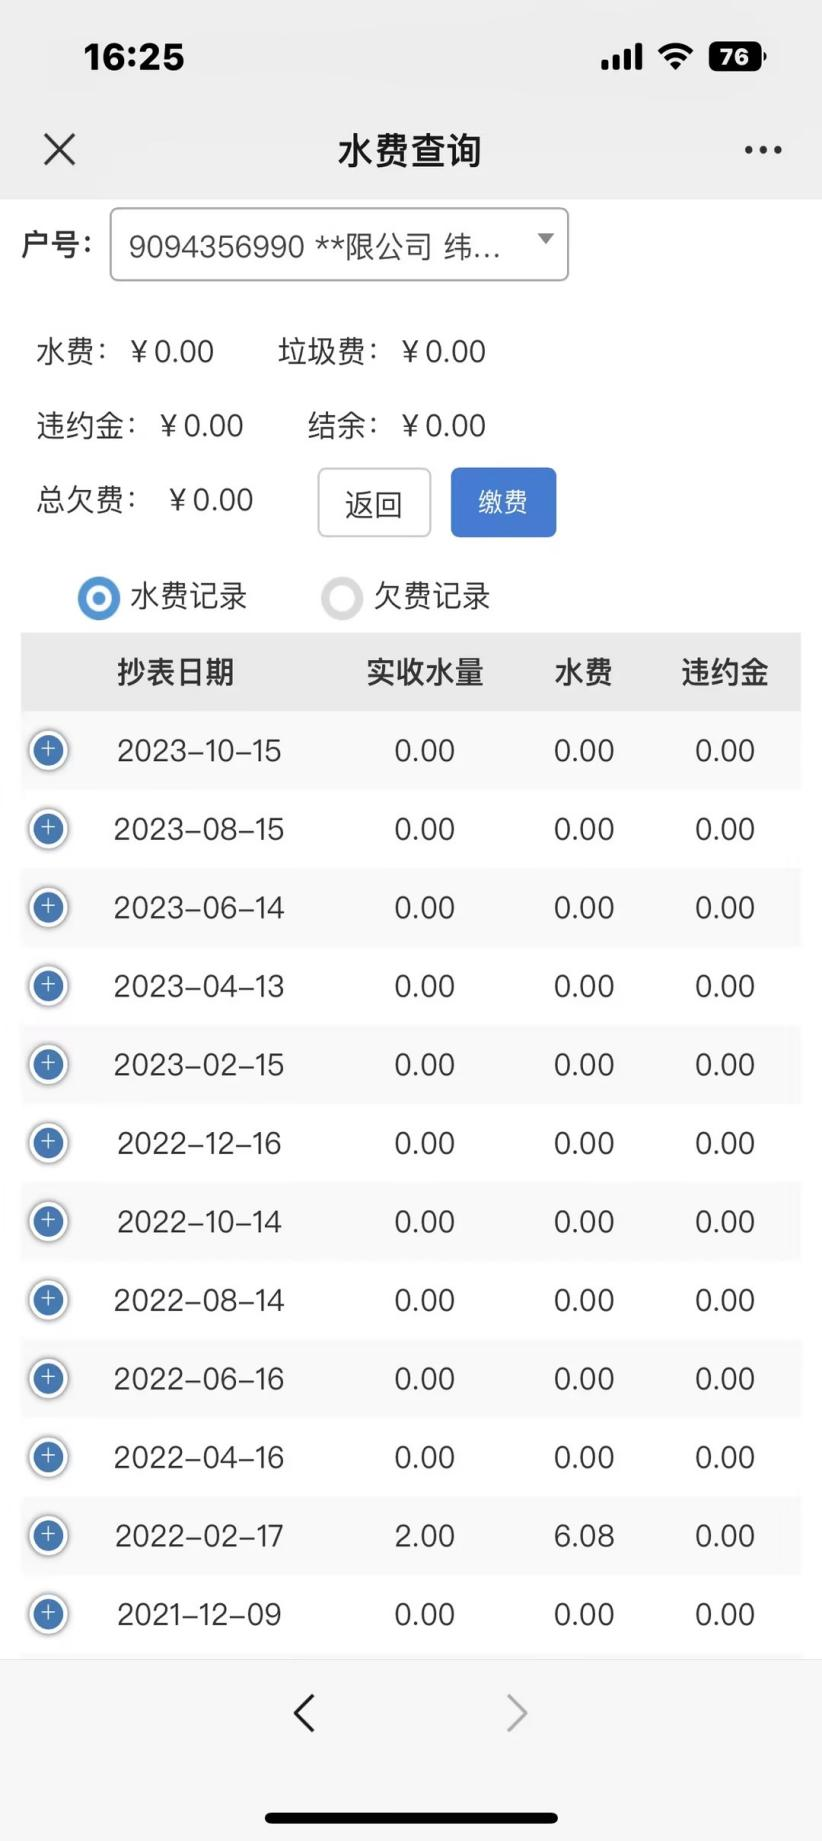 16:25 76
水费查询
户号： 9094356990 **限公司 纬...
水费： ￥0.00 垃圾费： ￥0.00
违约金： ￥0.00 结余： ￥0.00
总欠费： ￥0.00 返回 缴费
水费记录 欠费记录
抄表日期 实收水量 水费 违约金
2023-10-15 0.00 0.00 0.00
2023-08-15 0.00 0.00 0.00
2023-06-14 0.00 0.00 0.00
2023-04-13 0.00 0.00 0.00
2023-02-15 0.00 0.00 0.00
2022-12-16 0.00 0.00 0.00
2022-10-14 0.00 0.00 0.00
2022-08-14 0.00 0.00 0.00
2022-06-16 0.00 0.00 0.00
2022-04-16 0.00 0.00 0.00
2022-02-17 2.00 6.08 0.00
2021-12-09 0.00 0.00 0.00